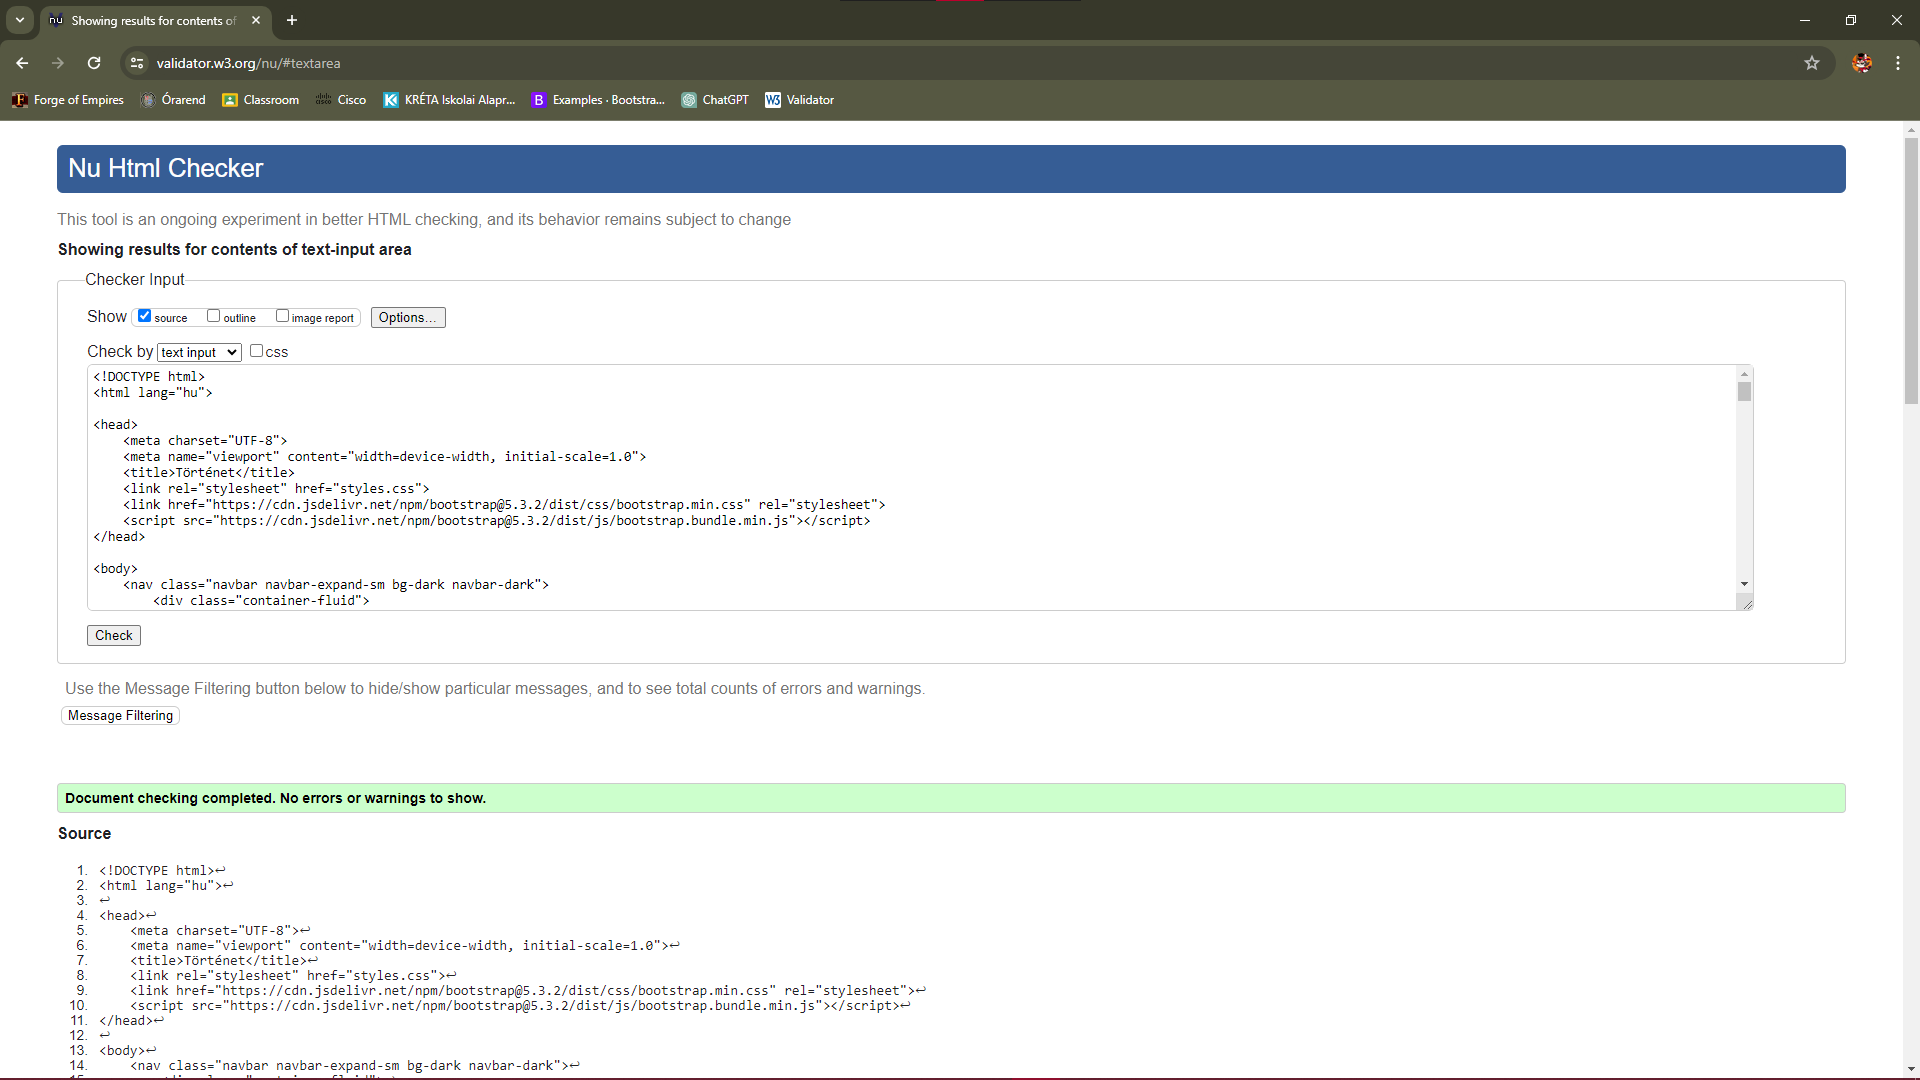 nu Showing results for contents of
validator.w3.org/nu/#textarea
Forge of Empires Órarend Classroom Cisco KRÉTA Iskolai Alapr... B Examples · Bootstra... ChatGPT W3 Validator
Nu Html Checker
This tool is an ongoing experiment in better HTML checking, and its behavior remains subject to change
Showing results for contents of text-input area
Checker Input
Show source outline image report Options...
Check by text input css
<!DOCTYPE html>
<html lang="hu">
<head>
<meta charset="UTF-8">
<meta name="viewport" content="width=device-width, initial-scale=1.0">
<title>Történet</title>
<link rel="stylesheet" href="styles.css">
<link href="https://cdn.jsdelivr.net/npm/bootstrap@5.3.2/dist/css/bootstrap.min.css" rel="stylesheet">
<script src="https://cdn.jsdelivr.net/npm/bootstrap@5.3.2/dist/js/bootstrap.bundle.min.js"></script>
</head>
<body>
<nav class="navbar navbar-expand-sm bg-dark navbar-dark">
<div class="container-fluid">
Check
Use the Message Filtering button below to hide/show particular messages, and to see total counts of errors and warnings.
Message Filtering
Document checking completed. No errors or warnings to show.
Source
1. <!DOCTYPE html>↩
2. <html lang="hu">↩
3. ↩
4. <head>↩
5. <meta charset="UTF-8">↩
6. <meta name="viewport" content="width=device-width, initial-scale=1.0">↩
7. <title>Történet</title>↩
8. <link rel="stylesheet" href="styles.css">↩
9. <link href="https://cdn.jsdelivr.net/npm/bootstrap@5.3.2/dist/css/bootstrap.min.css" rel="stylesheet">↩
10. <script src="https://cdn.jsdelivr.net/npm/bootstrap@5.3.2/dist/js/bootstrap.bundle.min.js"></script>↩
11. </head>↩
12. ↩
13. <body>↩
14. <nav class="navbar navbar-expand-sm bg-dark navbar-dark">↩